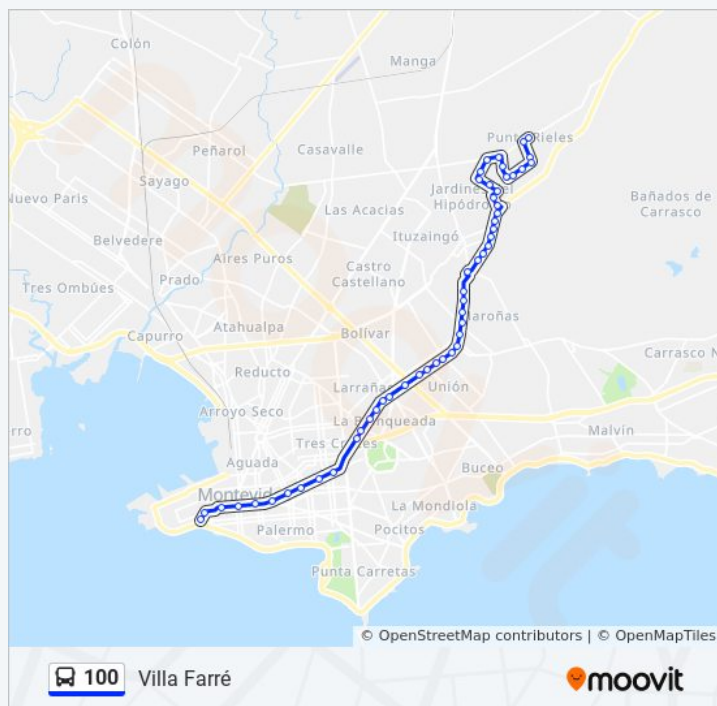 Colón
Manga
Punta Rieles
Peñarol
Casavalle
Sayago
Jardines del
Hipódromo
Bañados de
Carrasco
Nuevo París
Las Acacias
Ituzaingó
Belvedere
Aires Puros
Castro
Castellano
Prado
Tres Ombúes
Atahualpa
Bolívar
Maroñas
Capurro
Carrasco N
Reducto
Larrañaga
Unión
Arroyo Seco
La Blanqueada
Malvín
erro
Tres Cruces
Aguada
Buceo
Montevideo
La Mondiola
Palermo
Pocitos
Punta Carretas
© OpenStreetMap contributors | © OpenMapTiles
100 Villa Farré
moovit